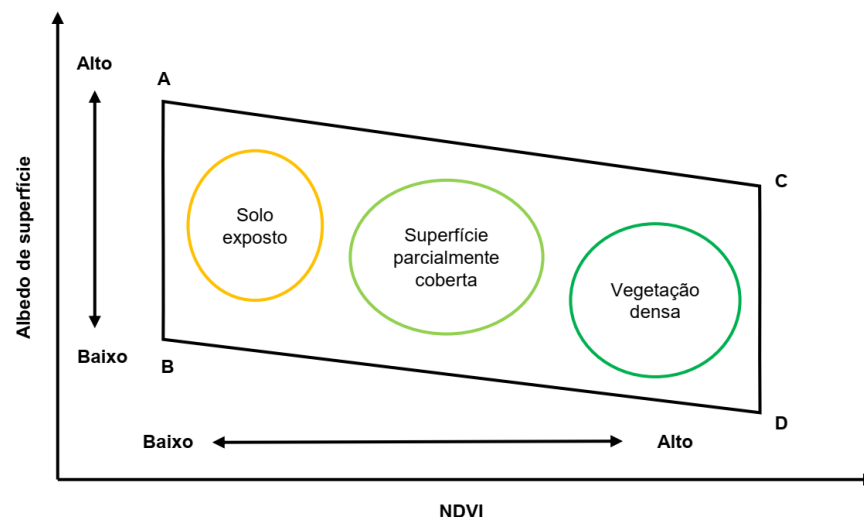 Alto
A
Albedo de superfície
Solo
exposto
Superfície
parcialmente
coberta
C
Vegetação
densa
Baixo
B
D
Baixo
Alto
NDVI